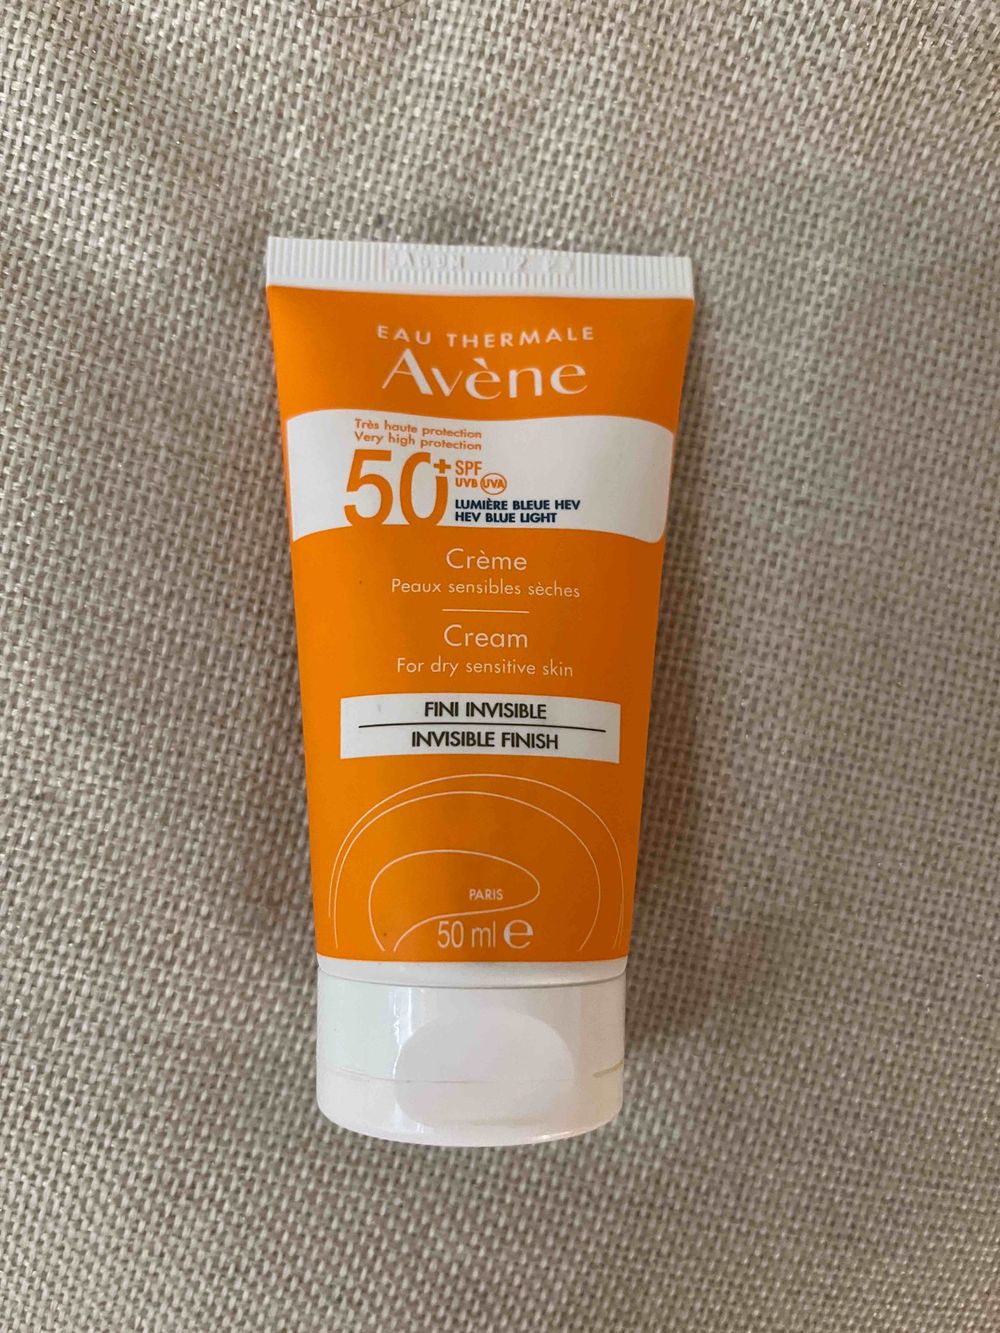 EAU THERMALE
Avène
Très haute protection
Very high protection
50+ SPF
UVB UVA
LUMIÈRE BLEUE HEV
HEV BLUE LIGHT
Crème
Peaux sensibles sèches
Cream
For dry sensitive skin
FINI INVISIBLE
INVISIBLE FINISH
PARIS
50 ml e